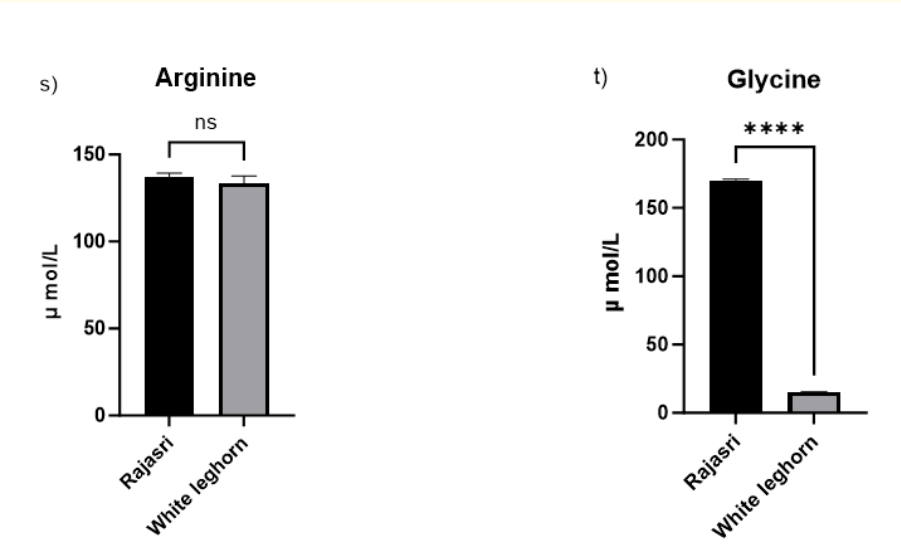 s)
Arginine
ns
150
100
50
0
µ mol/L
Rajasri
White leghorn
t)
Glycine
****
200
150
100
50
0
µ mol/L
Rajasri
White leghorn